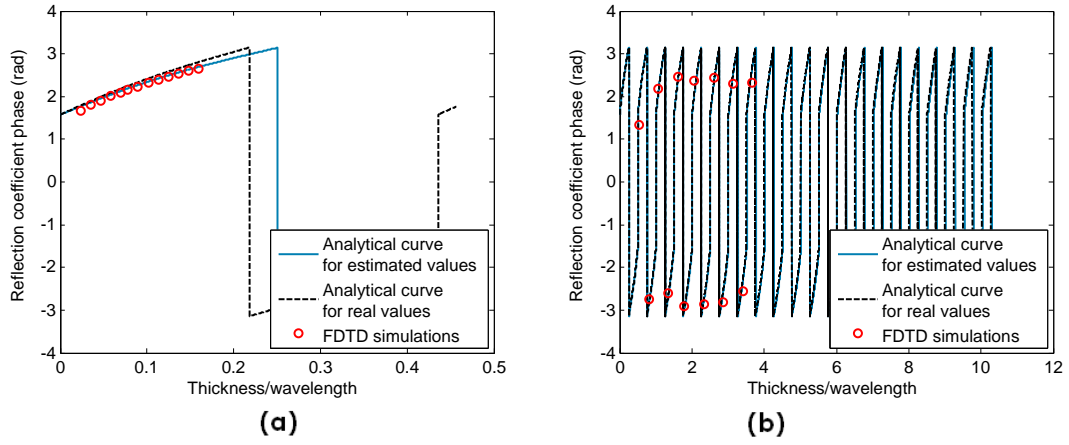 4
3
2
1
0
-1
-2
-3
-4
Reflection coefficient phase (rad)
0
0.1
0.2
0.3
0.4
0.5
Thickness/wavelength
Analytical curve
for estimated values
Analytical curve
for real values
FDTD simulations
(a)
4
3
2
1
0
-1
-2
-3
-4
Reflection coefficient phase (rad)
0
2
4
6
8
10
12
Thickness/wavelength
Analytical curve
for estimated values
Analytical curve
for real values
FDTD simulations
(b)